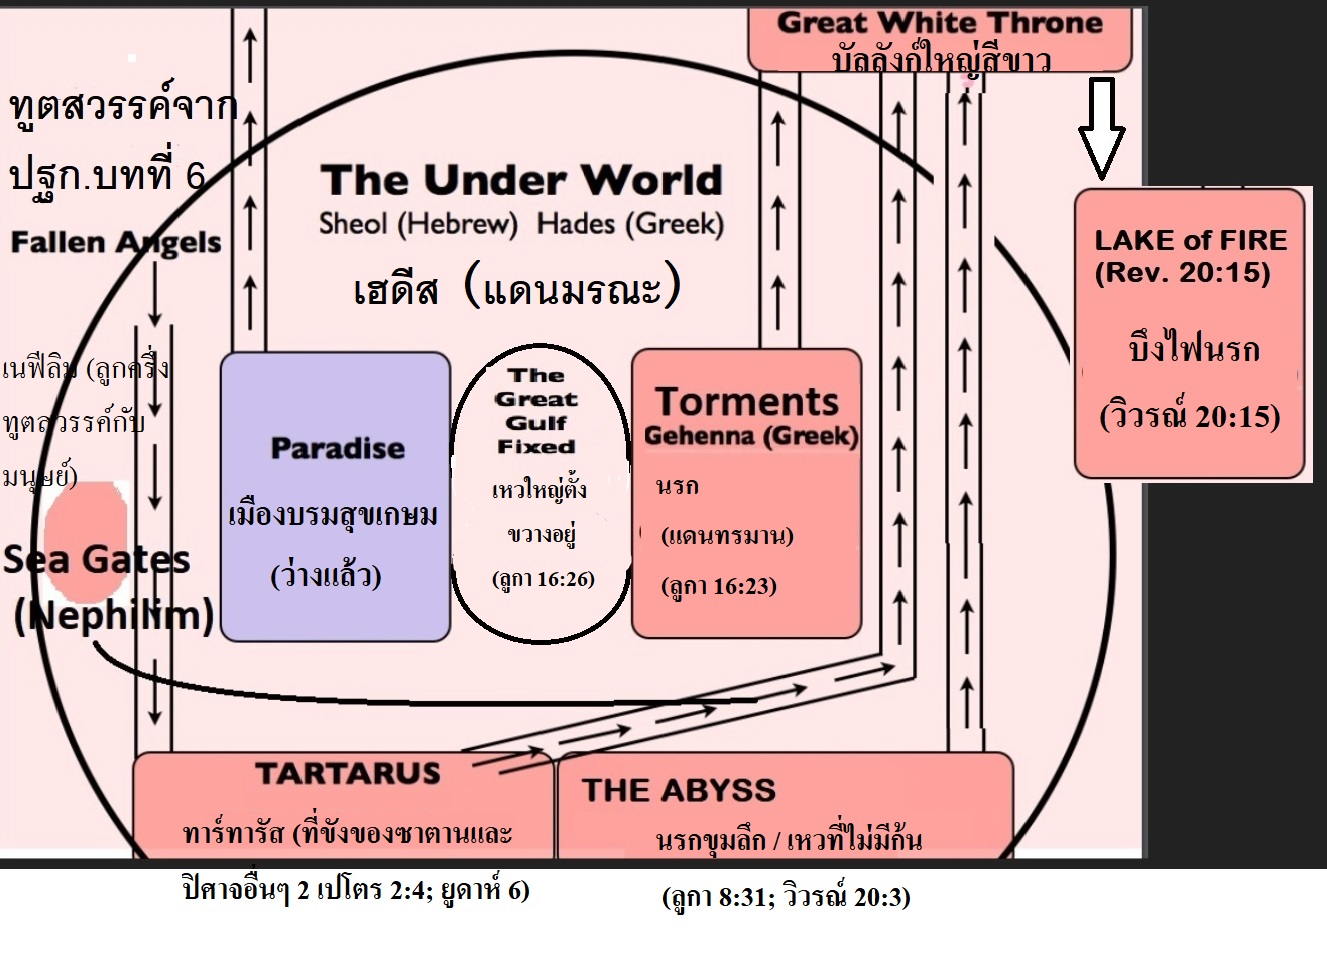 Great White Throne
บัลลังก์ใหญ่สีขาว
ทูตสวรรค์จาก
ปฐก.บทที่ 6
Fallen Angels
The Under World
Sheol (Hebrew) Hades (Greek)
เฮดีส (แดนมรณะ)
LAKE of FIRE
(Rev. 20:15)
บึงไฟนรก
(วิวรณ์ 20:15)
เนฟีลิม (ลูกครึ่ง
ทูตสวรรค์กับ
มนุษย์)
Sea Gates
(Nephilim)
Paradise
เมืองบรมสุขเกษม
(ว่างแล้ว)
The
Great
Gulf
Fixed
เหวใหญ่ตั้ง
ขวางอยู่
(ลูกา 16:26)
Torments
Gehenna (Greek)
นรก
(แดนทรมาน)
(ลูกา 16:23)
TARTARUS
ทาร์ทารัส (ที่ขังของซาตานและ
ปิศาจอื่นๆ 2 เปโตร 2:4; ยูดาห์ 6)
THE ABYSS
นรกขุมลึก / เหวที่ไม่มีก้น
(ลูกา 8:31; วิวรณ์ 20:3)